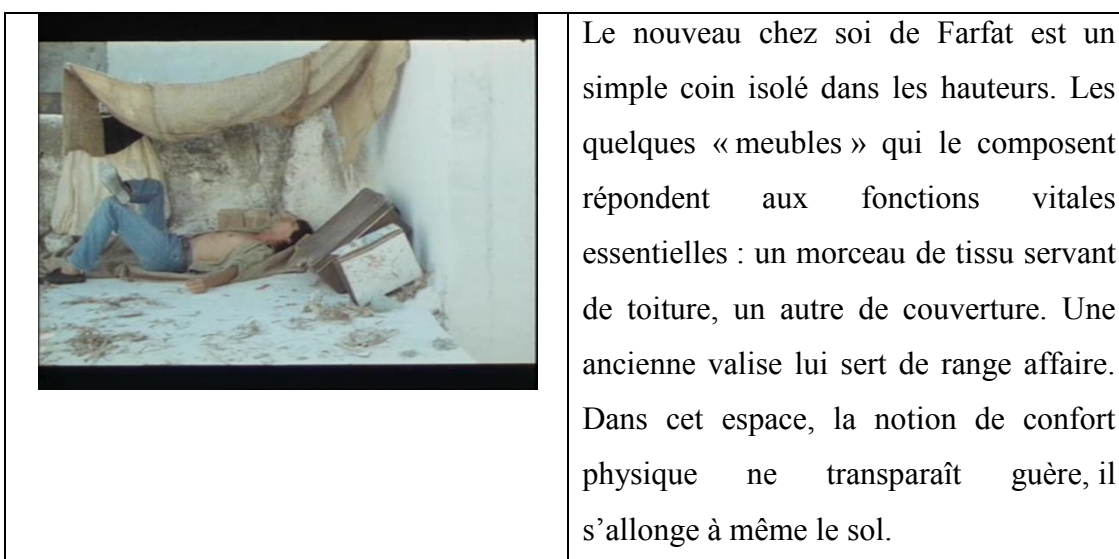 Le nouveau chez soi de Farfat est un
simple coin isolé dans les hauteurs. Les
quelques « meubles » qui le composent
répondent aux fonctions vitales
essentielles : un morceau de tissu servant
de toiture, un autre de couverture. Une
ancienne valise lui sert de range affaire.
Dans cet espace, la notion de confort
physique ne transparaît guère, il
s’allonge à même le sol.